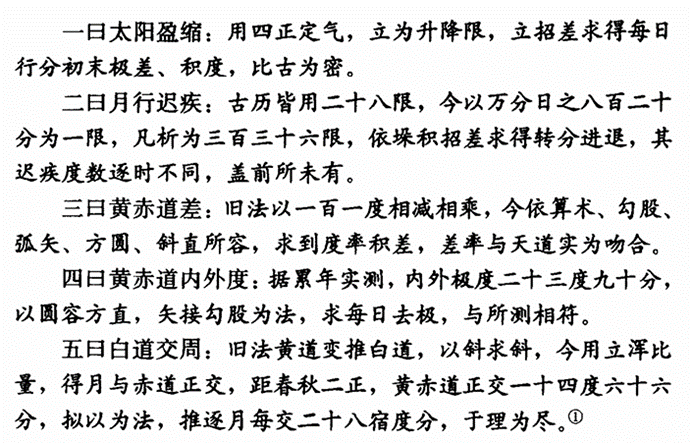 一曰太阳盈缩：用四正定气，立为升降限，立招差求得每日
行分初末极差、积度，比古为密。
二曰月行迟疾：古历皆用二十八限，今以万分日之八百二十
分为一限，凡析为三百三十六限，依垛积招差求得转分进退，其
迟疾度数逐时不同，盖前所未有。
三曰黄赤道差：旧法以一百一度相减相乘，今依算术、勾股、
弧矢、方圆、斜直所容，求到度率积差，差率与天道实为吻合。
四曰黄赤道内外度：据累年实测，内外极度二十三度九十分，
以圆容方直，矢接勾股为法，求每日去极，与所测相符。
五曰白道交周：旧法黄道变推白道，以斜求斜，今用立浑比
量，得月与赤道正交，距春秋二正，黄赤道正交一十四度六十六
分，拟以为法，推逐月每交二十八宿度分，于理为尽。①